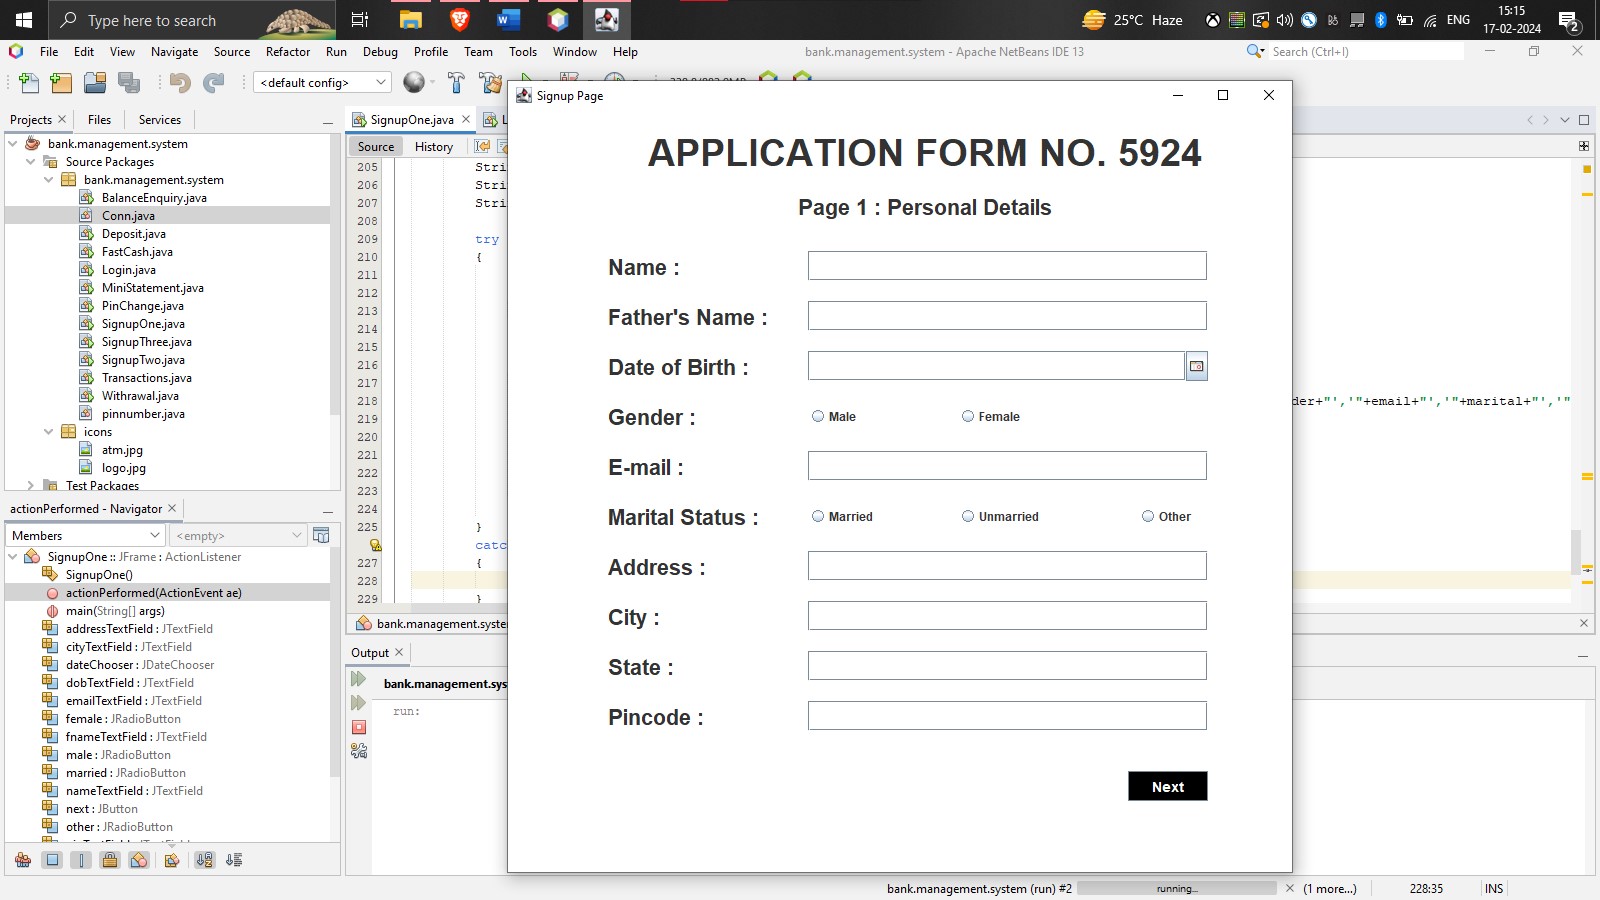 Type here to search
25°C Haze
ENG
15:15
17-02-2024
2
File Edit View Navigate Source Refactor Run Debug Profile Team Tools Window Help
bank.management.system - Apache NetBeans IDE 13
Search (Ctrl+I)
<default config>
Projects Files Services
bank.management.system
Source Packages
bank.management.system
BalanceEnquiry.java
Conn.java
Deposit.java
FastCash.java
Login.java
MiniStatement.java
PinChange.java
SignupOne.java
SignupThree.java
SignupTwo.java
Transactions.java
Withrawal.java
pinnumber.java
icons
atm.jpg
logo.jpg
Test Packages
actionPerformed - Navigator
Members
<empty>
SignupOne :: JFrame : ActionListener
SignupOne()
actionPerformed(ActionEvent ae)
main(String[] args)
addressTextField : JTextField
cityTextField : JTextField
dateChooser : JDateChooser
dobTextField : JTextField
emailTextField : JTextField
female : JRadioButton
fnameTextField : JTextField
male : JRadioButton
married : JRadioButton
nameTextField : JTextField
next : JButton
other : JRadioButton
SignupOne.java
Source History
205 Stri
206 Stri
207 Stri
208
209 try
210 {
211
212
213
214
215
216
217
218 der+"','"+email+"','"+marital+"','"
219
220
221
222
223
224
225 }
catc
227 {
228
229 }
bank.management.syste
Output
bank.management.sys
run:
Signup Page
APPLICATION FORM NO. 5924
Page 1 : Personal Details
Name :
Father's Name :
Date of Birth :
Gender : Male Female
E-mail :
Marital Status : Married Unmarried Other
Address :
City :
State :
Pincode :
Next
bank.management.system (run) #2 running... (1 more...) 228:35 INS